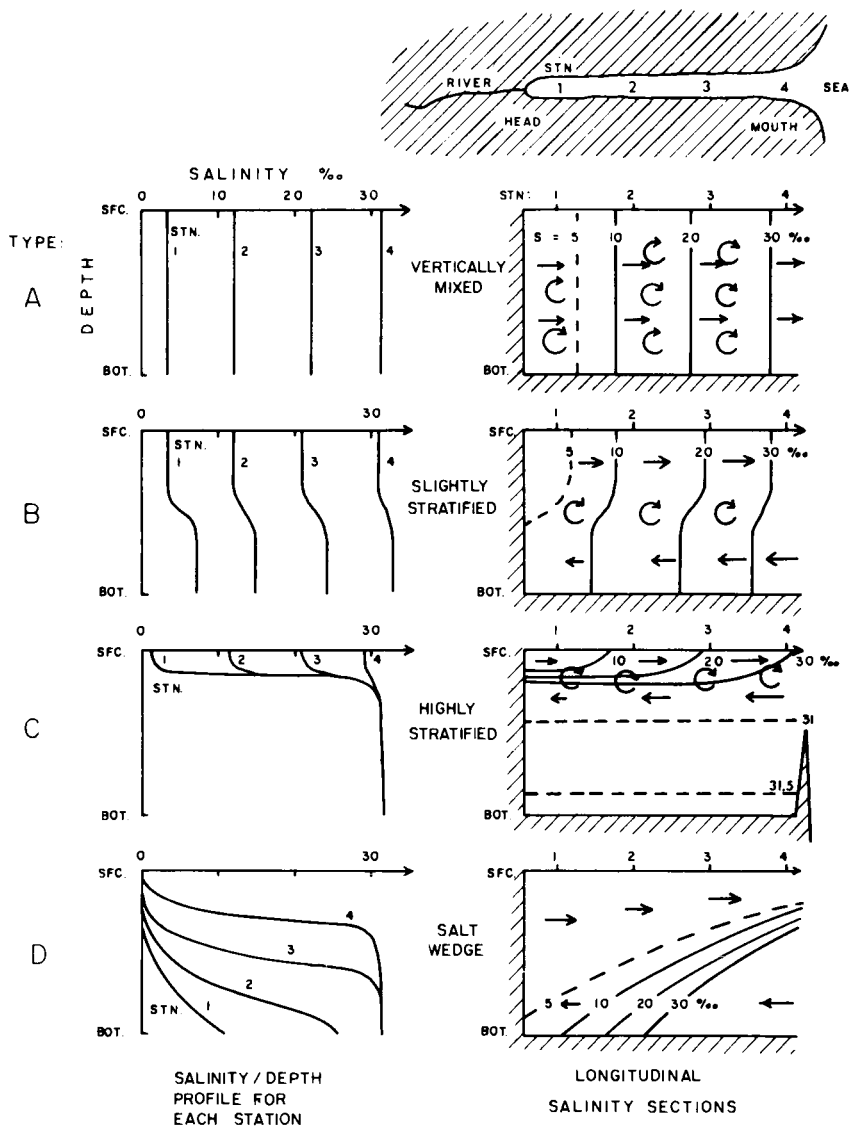 STN
RIVER 1 2 3 4 SEA
HEAD MOUTH
SALINITY ‰
0 10 20 30
STN: 1 2 3 4
SFC. SFC.
TYPE:
STN.
1 2 3 4
S = 5 10 20 30 ‰
VERTICALLY
MIXED
A
DEPTH
BOT. BOT.
0 30
1 2 3 4
SFC. SFC.
STN.
1 2 3 4
5 10 20 30 ‰
SLIGHTLY
STRATIFIED
B
BOT. BOT.
0 30
1 2 3 4
SFC. SFC.
1 2 3 4
10 20 30 ‰
STN.
HIGHLY
STRATIFIED
C
31
31.5
BOT. BOT.
0 30
1 2 3 4
SFC. SFC.
4
3
2
1
STN.
SALT
WEDGE
D
5 10 20 30 ‰
BOT. BOT.
SALINITY / DEPTH
PROFILE FOR
EACH STATION
LONGITUDINAL
SALINITY SECTIONS